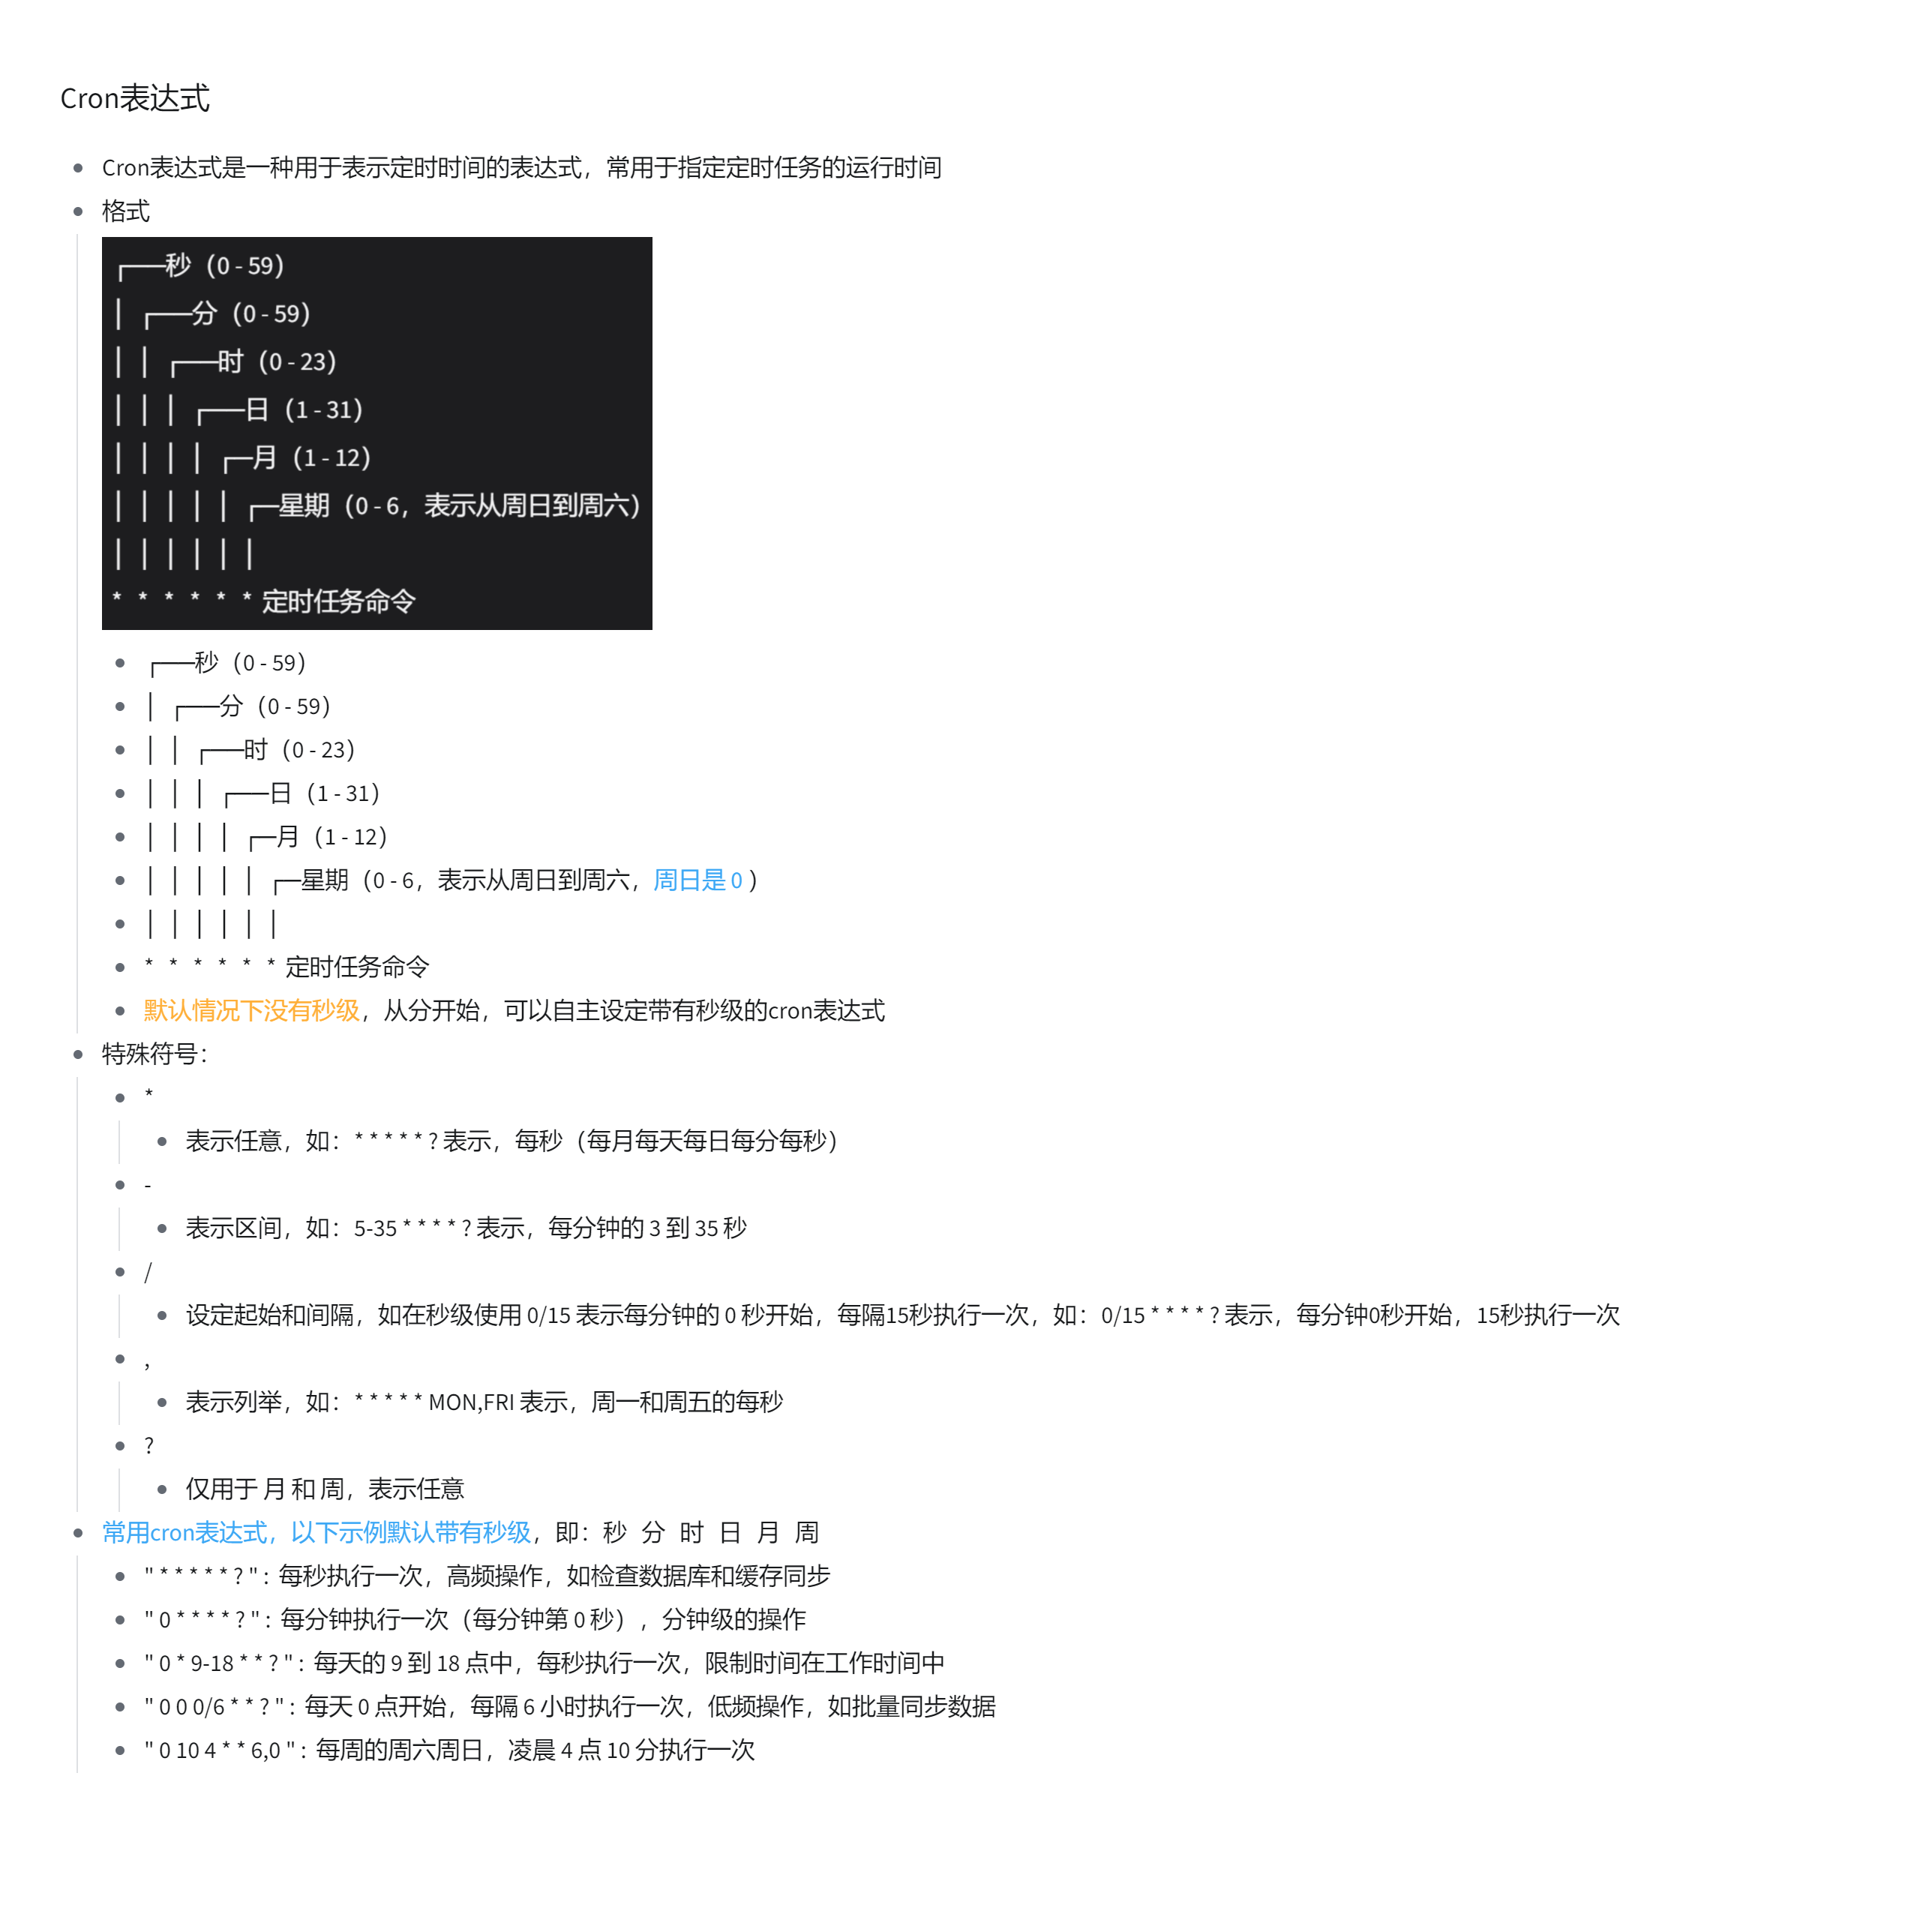 Cron表达式
Cron表达式是一种用于表示定时时间的表达式，常用于指定定时任务的运行时间
格式
┌──秒（0 - 59）
│ ┌──分（0 - 59）
│ │ ┌──时（0 - 23）
│ │ │ ┌──日（1 - 31）
│ │ │ │ ┌─月（1 - 12）
│ │ │ │ │ ┌─星期（0 - 6，表示从周日到周六）
│ │ │ │ │ │
* * * * * * 定时任务命令
┌──秒（0 - 59）
│ ┌──分（0 - 59）
│ │ ┌──时（0 - 23）
│ │ │ ┌──日（1 - 31）
│ │ │ │ ┌─月（1 - 12）
│ │ │ │ │ ┌─星期（0 - 6，表示从周日到周六，周日是 0 ）
│ │ │ │ │ │
* * * * * * 定时任务命令
默认情况下没有秒级，从分开始，可以自主设定带有秒级的cron表达式
特殊符号：
*
表示任意，如：* * * * * ? 表示，每秒（每月每天每日每分每秒）
-
表示区间，如：5-35 * * * * ? 表示，每分钟的 3 到 35 秒
/
设定起始和间隔，如在秒级使用 0/15 表示每分钟的 0 秒开始，每隔15秒执行一次，如：0/15 * * * * ? 表示，每分钟0秒开始，15秒执行一次
,
表示列举，如：* * * * * MON,FRI 表示，周一和周五的每秒
?
仅用于 月 和 周，表示任意
常用cron表达式，以下示例默认带有秒级，即：秒 分 时 日 月 周
" * * * * * ? " : 每秒执行一次，高频操作，如检查数据库和缓存同步
" 0 * * * * ? " : 每分钟执行一次（每分钟第 0 秒），分钟级的操作
" 0 * 9-18 * * ? " : 每天的 9 到 18 点中，每秒执行一次，限制时间在工作时间中
" 0 0 0/6 * * ? " : 每天 0 点开始，每隔 6 小时执行一次，低频操作，如批量同步数据
" 0 10 4 * * 6,0 " : 每周的周六周日，凌晨 4 点 10 分执行一次